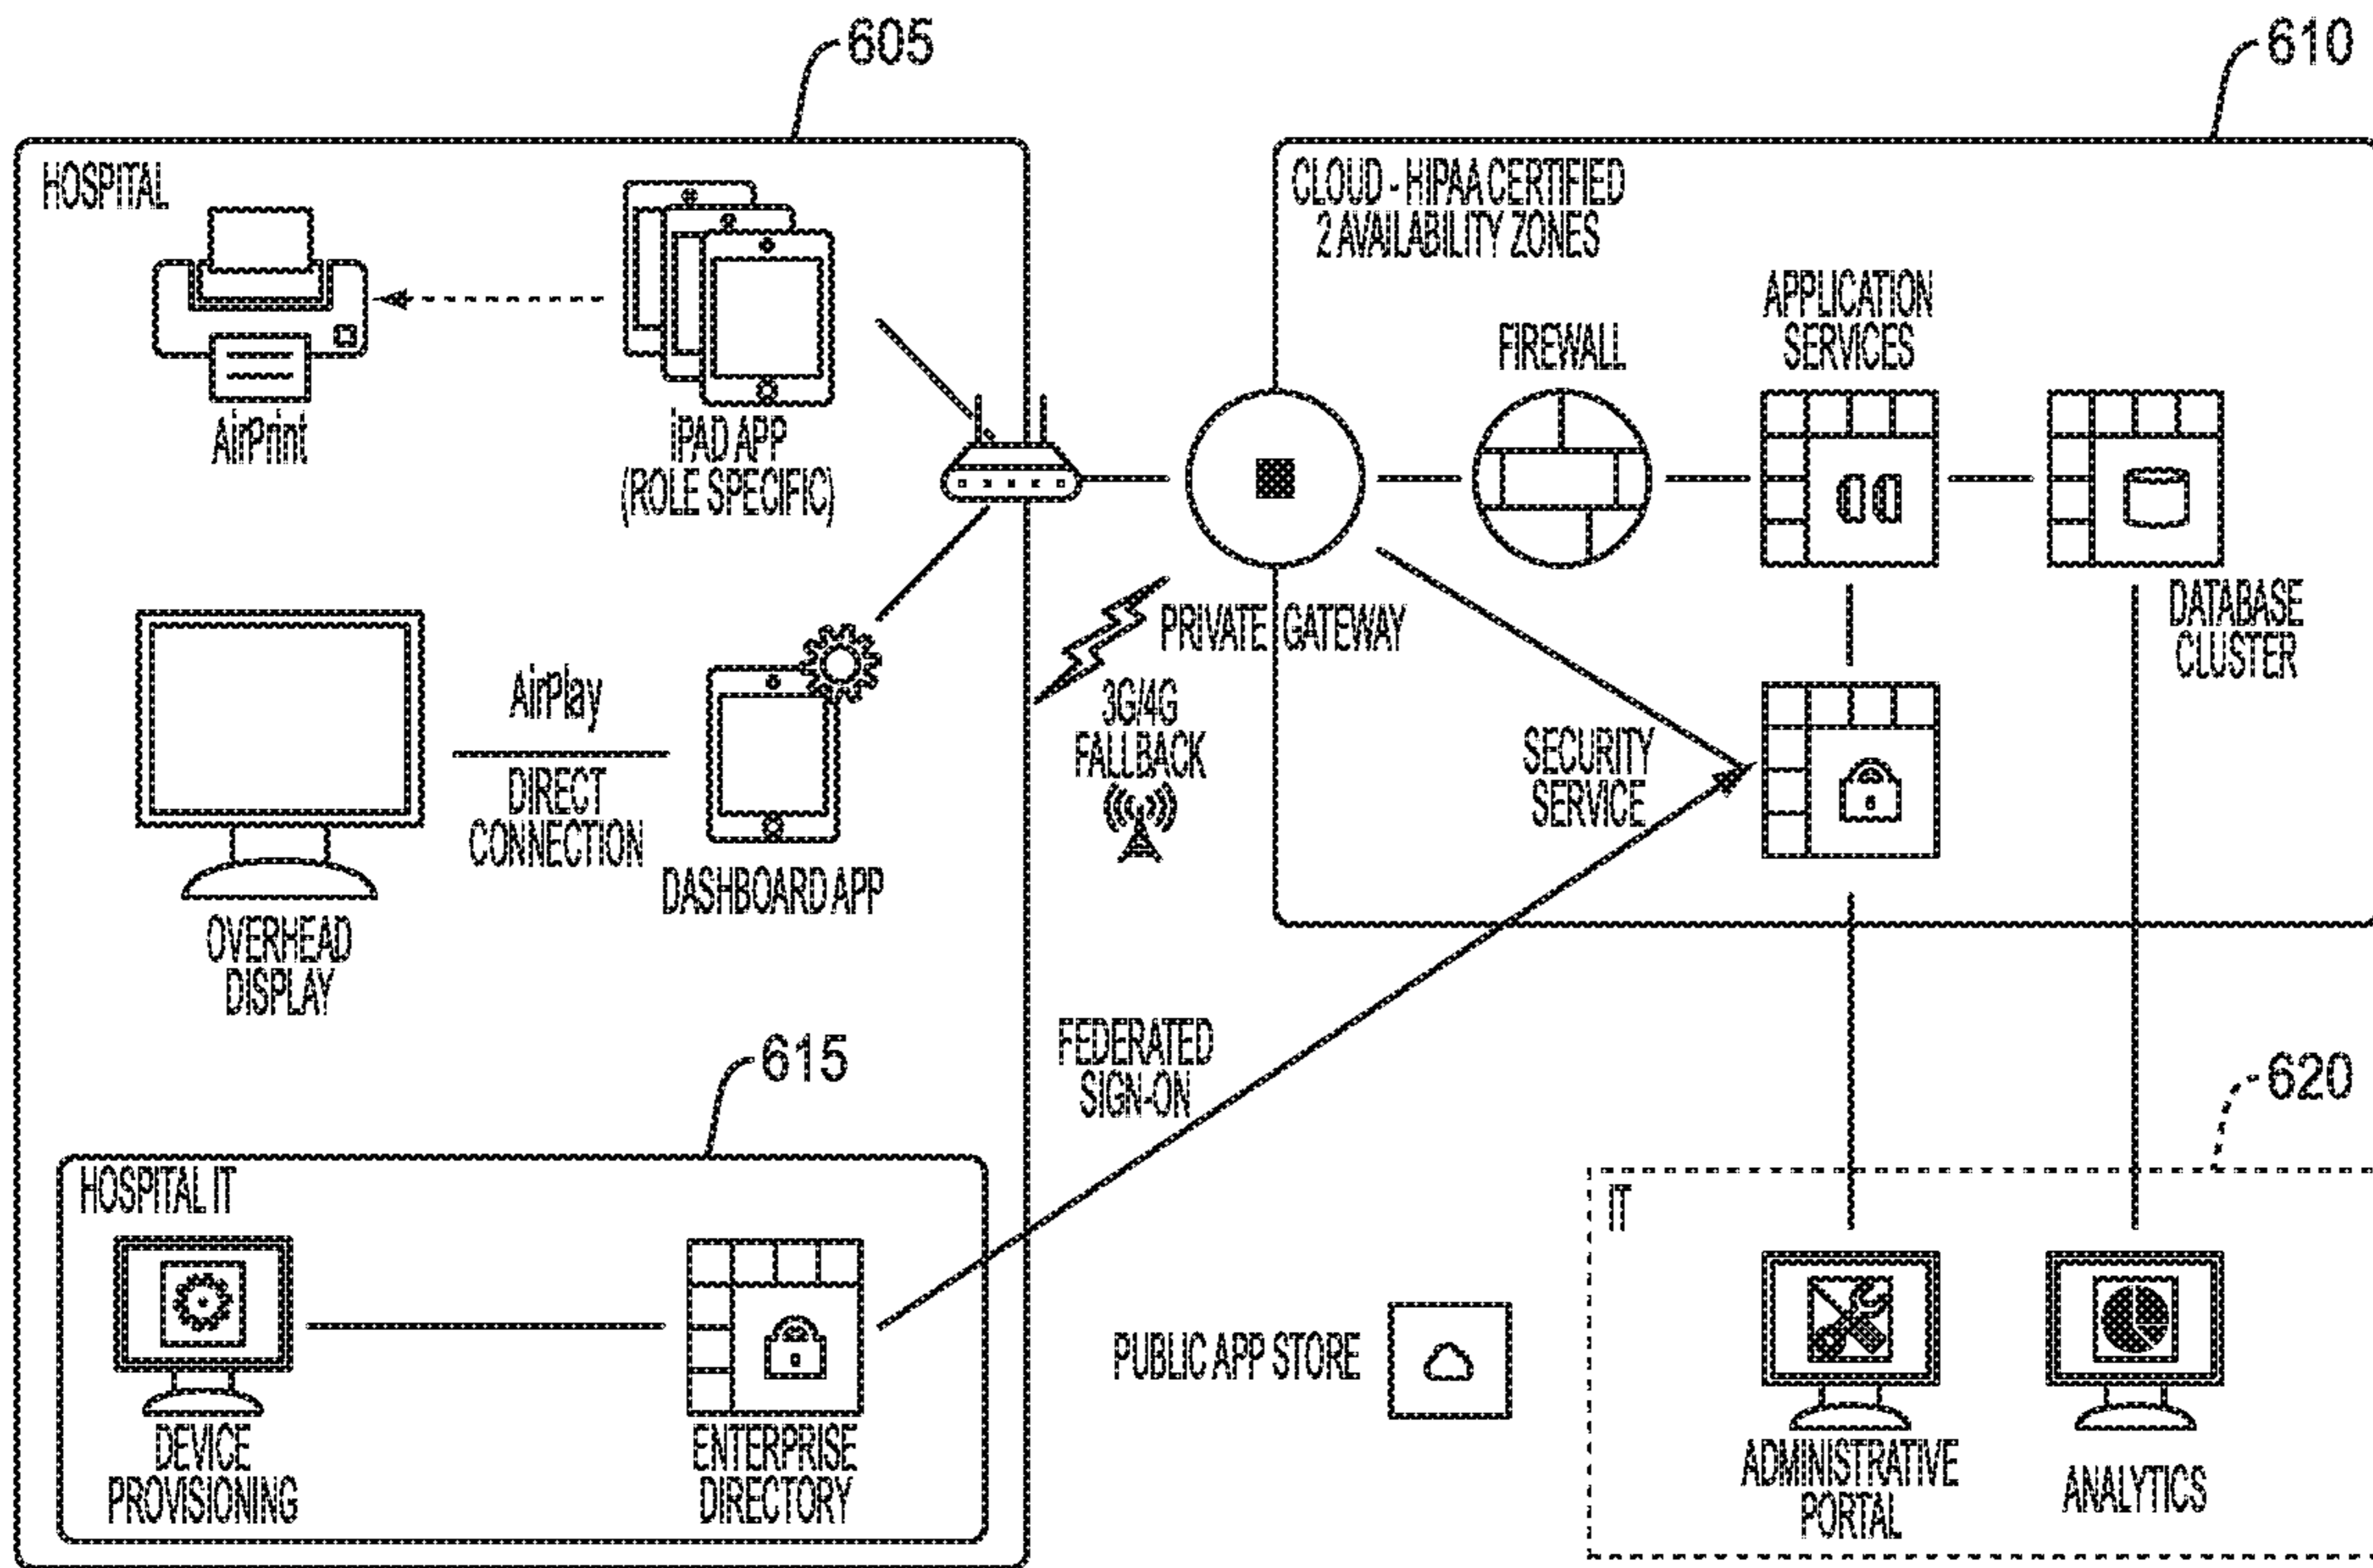 605
610
HOSPITAL
AirPrint
iPAD APP
(ROLE SPECIFIC)
CLOUD - HIPAA CERTIFIED
2 AVAILABILITY ZONES
FIREWALL
APPLICATION
SERVICES
DATABASE
CLUSTER
PRIVATE GATEWAY
3G/4G
FALLBACK
SECURITY
SERVICE
AirPlay
DIRECT
CONNECTION
DASHBOARD APP
OVERHEAD
DISPLAY
615
FEDERATED
SIGN-ON
620
HOSPITAL IT
DEVICE
PROVISIONING
ENTERPRISE
DIRECTORY
PUBLIC APP STORE
IT
ADMINISTRATIVE
PORTAL
ANALYTICS